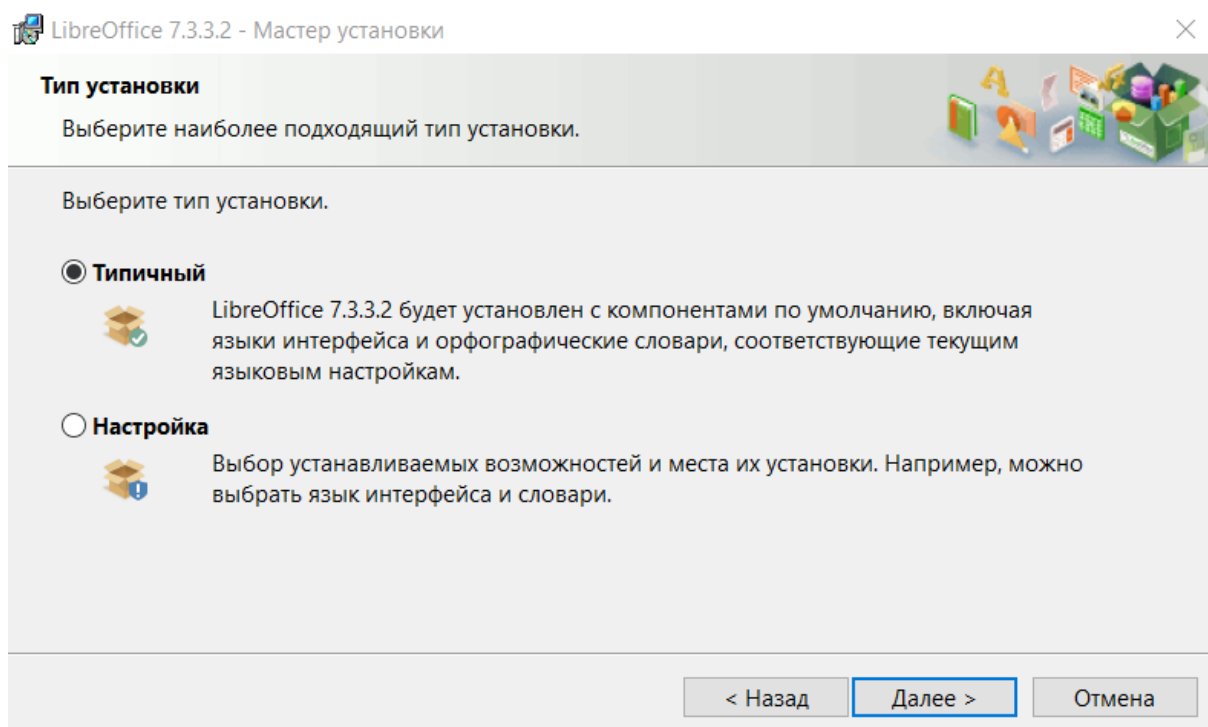 LibreOffice 7.3.3.2 - Мастер установки
Тип установки
Выберите наиболее подходящий тип установки.
Выберите тип установки.
Типичный
LibreOffice 7.3.3.2 будет установлен с компонентами по умолчанию, включая
языки интерфейса и орфографические словари, соответствующие текущим
языковым настройкам.
Настройка
Выбор устанавливаемых возможностей и места их установки. Например, можно
выбрать язык интерфейса и словари.
< Назад
Далее >
Отмена